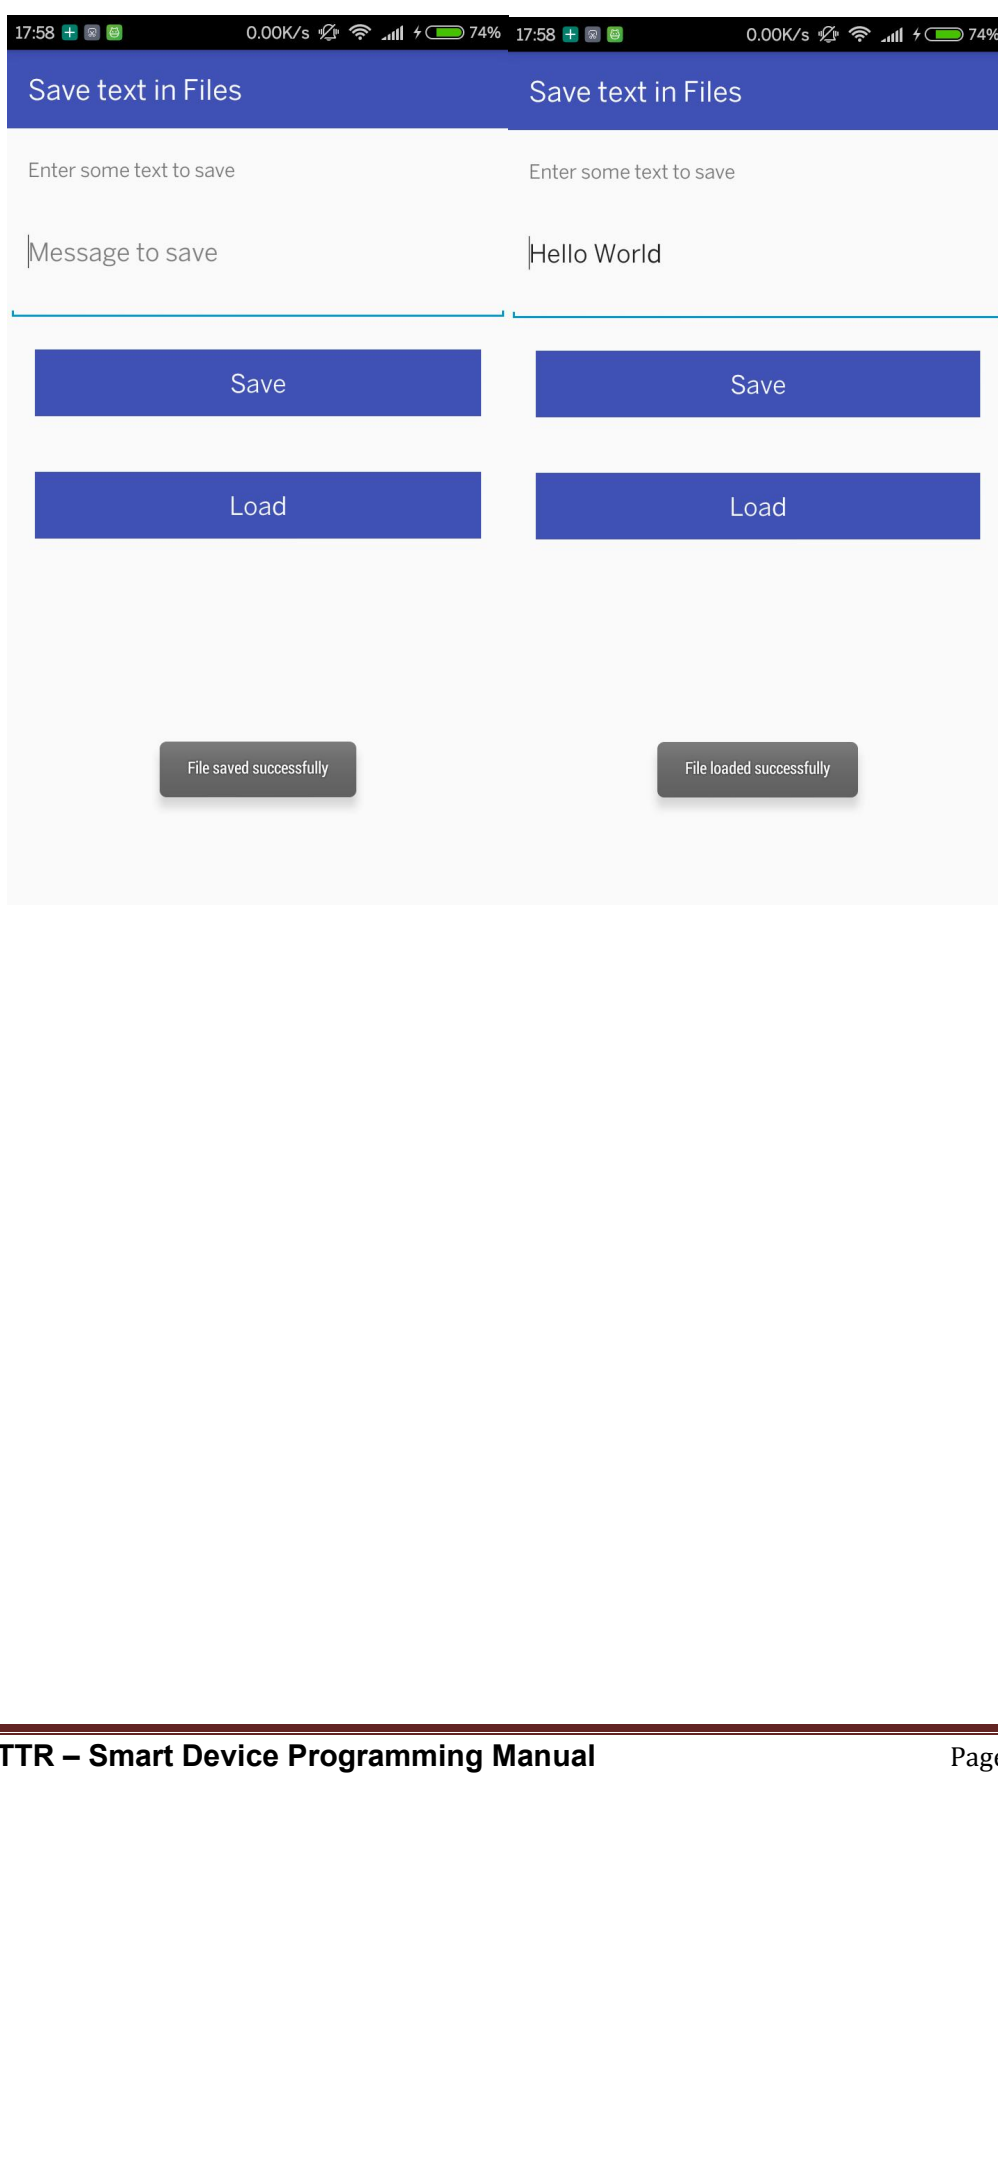 17:58 0.00K/s 74%
Save text in Files
Enter some text to save
Message to save
Save
Load
File saved successfully
17:58 0.00K/s 74%
Save text in Files
Enter some text to save
Hello World
Save
Load
File loaded successfully
TTR – Smart Device Programming Manual Page